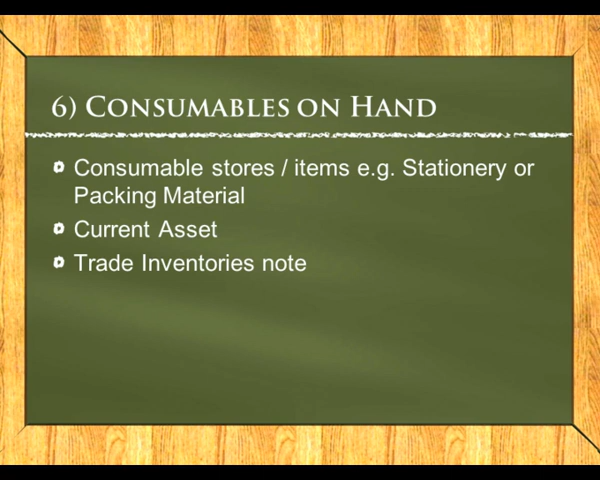 6) Consumables on Hand
Consumable stores / items e.g. Stationery or
Packing Material
Current Asset
Trade Inventories note